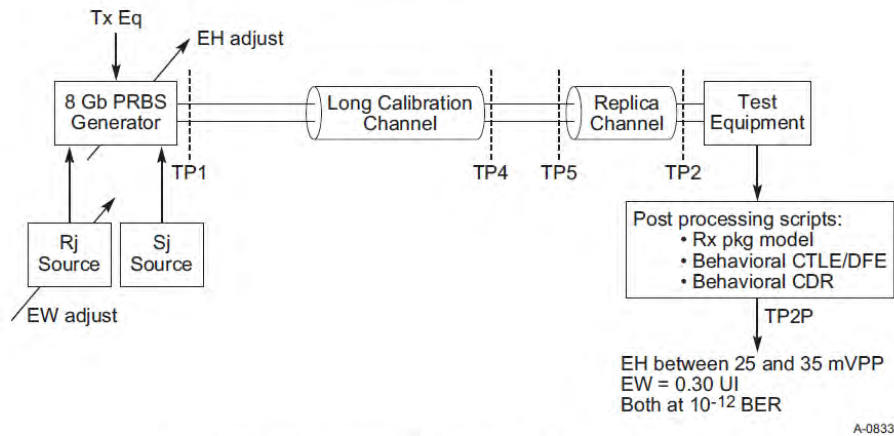 Tx Eq
EH adjust
8 Gb PRBS
Generator
Long Calibration
Channel
Replica
Channel
Test
Equipment
TP1
TP4
TP5
TP2
Rj
Source
Sj
Source
EW adjust
Post processing scripts:
• Rx pkg model
• Behavioral CTLE/DFE
• Behavioral CDR
TP2P
EH between 25 and 35 mVPP
EW = 0.30 UI
Both at 10-12 BER
A-0833